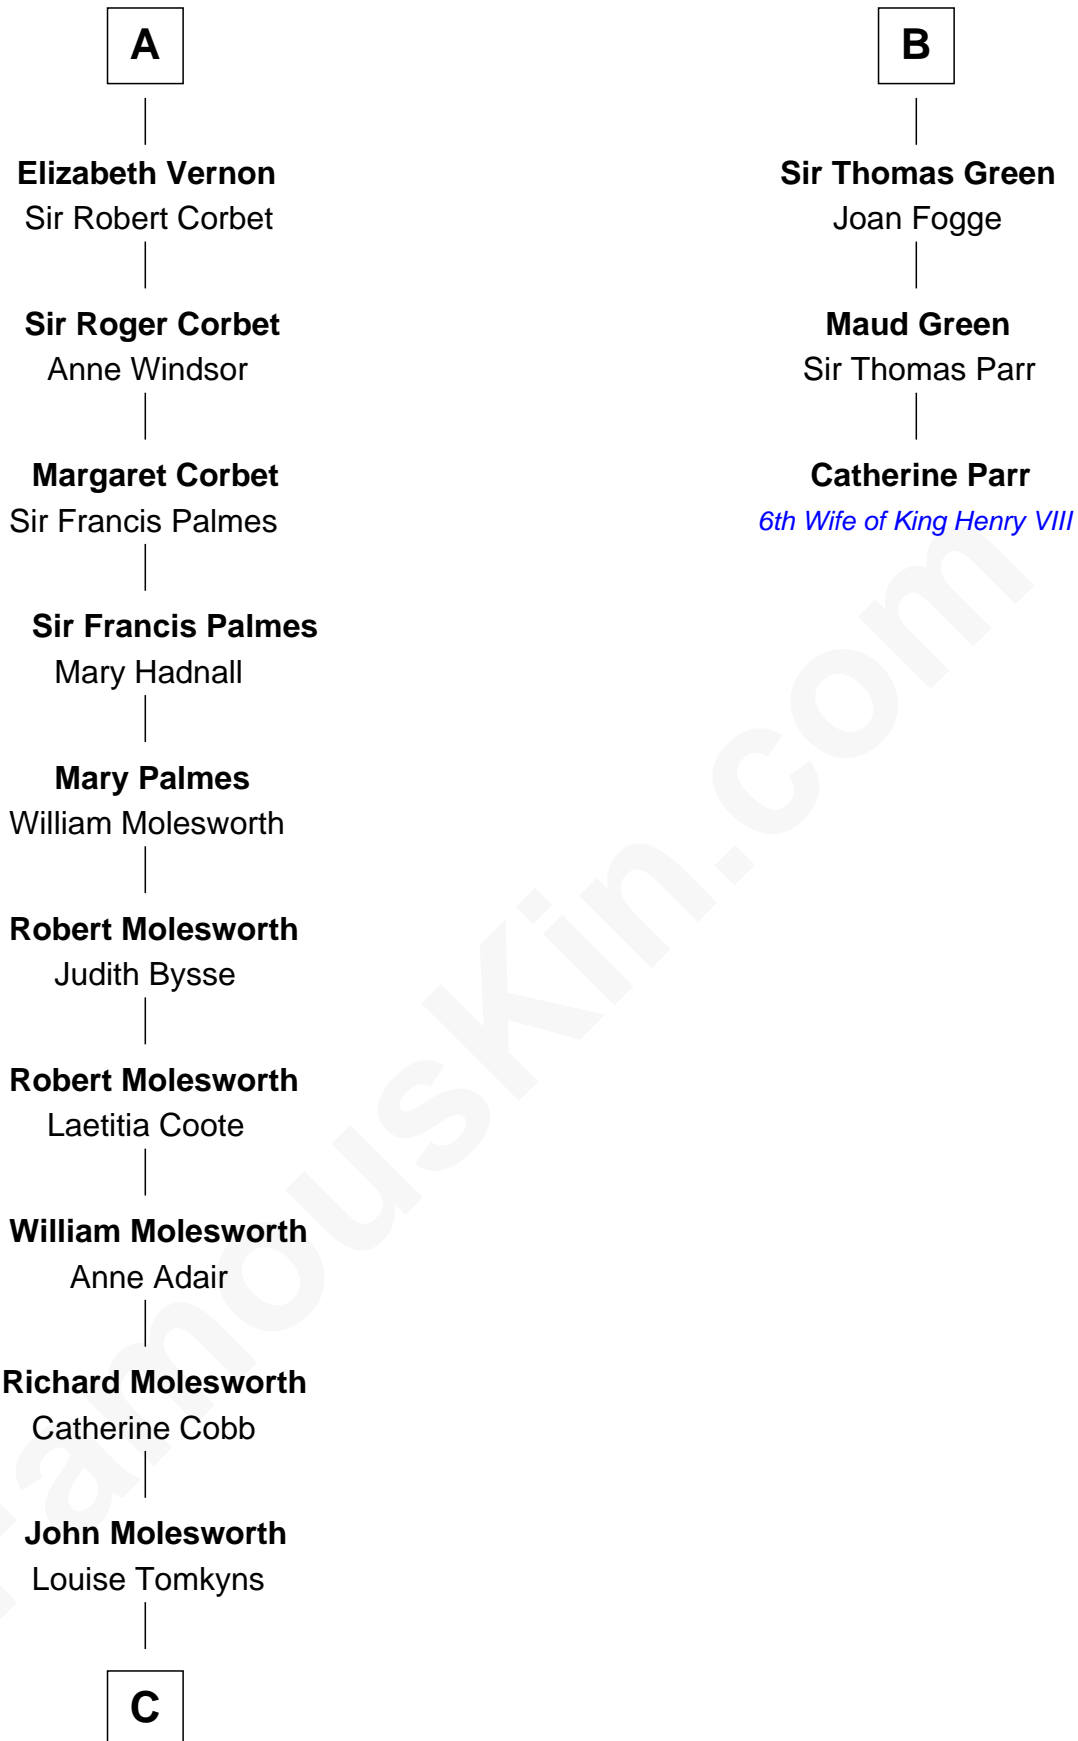 A
Elizabeth Vernon
Sir Robert Corbet
Sir Roger Corbet
Anne Windsor
Margaret Corbet
Sir Francis Palmes
Sir Francis Palmes
Mary Hadnall
Mary Palmes
William Molesworth
Robert Molesworth
Judith Bysse
Robert Molesworth
Laetitia Coote
William Molesworth
Anne Adair
Richard Molesworth
Catherine Cobb
John Molesworth
Louise Tomkyns
C
B
Sir Thomas Green
Joan Fogge
Maud Green
Sir Thomas Parr
Catherine Parr
6th Wife of King Henry VIII
FamousKin.com